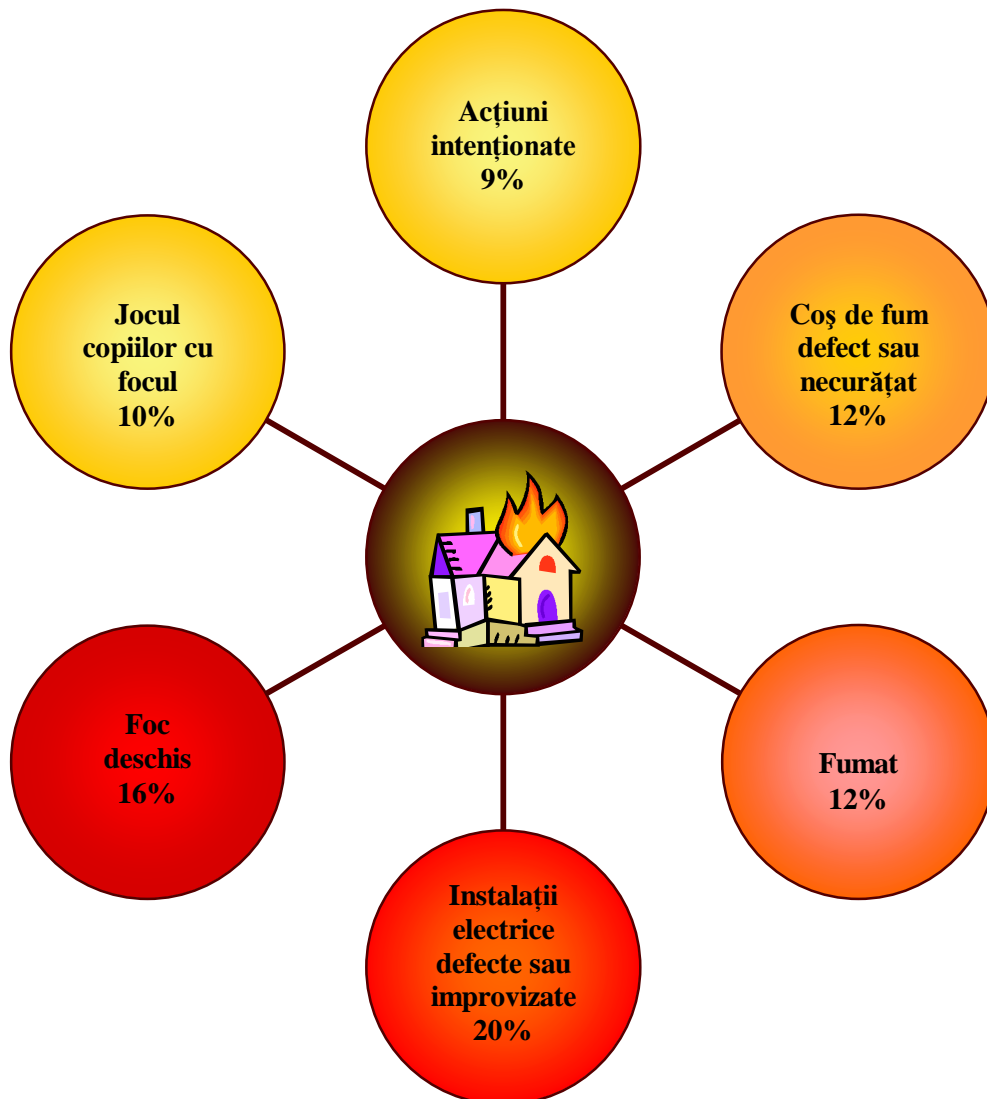 Acțiuni
intenționate
9%
Jocul
copiilor cu
focul
10%
Coş de fum
defect sau
necurățat
12%
Foc
deschis
16%
Fumat
12%
Instalații
electrice
defecte sau
improvizate
20%